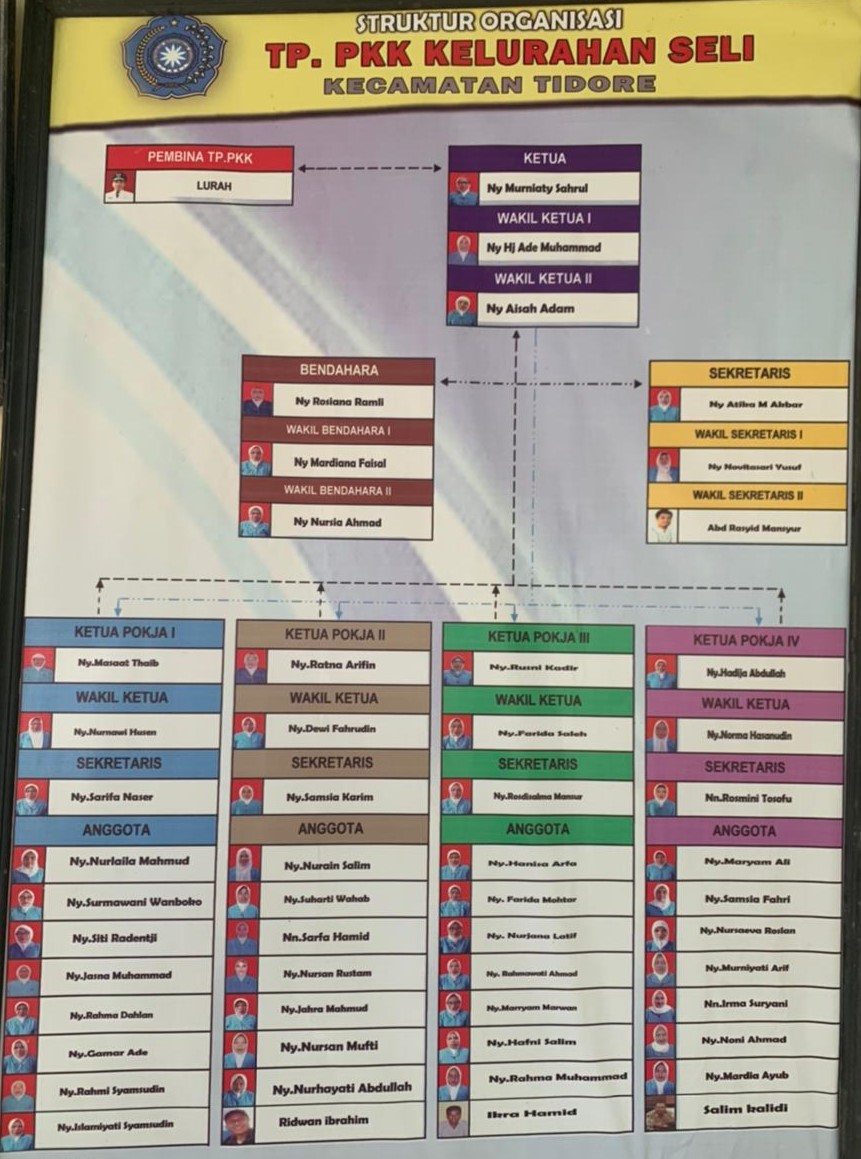 STRUKTUR ORGANISASI
TP. PKK KELURAHAN SELI
KECAMATAN TIDORE
PEMBINA TP.PKK
LURAH
KETUA
Ny Murniaty Sahrul
WAKIL KETUA I
Ny Hj Ade Muhammad
WAKIL KETUA II
Ny Aisah Adam
BENDAHARA
Ny Rosiana Ramli
WAKIL BENDAHARA I
Ny Mardiana Faisal
WAKIL BENDAHARA II
Ny Nursia Ahmad
SEKRETARIS
Ny Atika M Akbar
WAKIL SEKRETARIS I
Ny Novitasari Yusuf
WAKIL SEKRETARIS II
Abd Rasyid Mansyur
KETUA POKJA I
Ny.Masaat Thaib
WAKIL KETUA
Ny.Nurnawi Husen
SEKRETARIS
Ny.Sarifa Naser
ANGGOTA
Ny.Nurlaila Mahmud
Ny.Surmawani Wanboko
Ny.Siti Radentji
Ny.Jasna Muhammad
Ny.Rahma Dahlan
Ny.Gamar Ade
Ny.Rahmi Syamsudin
Ny.Islamiyati Syamsudin
KETUA POKJA II
Ny.Ratna Arifin
WAKIL KETUA
Ny.Dewi Fahrudin
SEKRETARIS
Ny.Samsia Karim
ANGGOTA
Ny.Nurain Salim
Ny.Suharti Wahab
Nn.Sarfa Hamid
Ny.Nursan Rustam
Ny.Jahra Mahmud
Ny.Nursan Mufti
Ny.Nurhayati Abdullah
Ridwan ibrahim
KETUA POKJA III
Ny.Rusni Kadir
WAKIL KETUA
Ny.Farida Saleh
SEKRETARIS
Ny.Rosdisalma Mansur
ANGGOTA
Ny.Hanisa Arfa
Ny. Farida Mohtar
Ny. Nurjana Latif
Ny. Rahmawati Ahmad
Ny.Marryam Marwan
Ny.Hafni Salim
Ny.Rahma Muhammad
Ikra Hamid
KETUA POKJA IV
Ny.Hadija Abdullah
WAKIL KETUA
Ny.Norma Hasanudin
SEKRETARIS
Nn.Rosmini Tosofu
ANGGOTA
Ny.Maryam Ali
Ny.Samsia Fahri
Ny.Nursaeva Roslan
Ny.Murniyati Arif
Nn.Irma Suryani
Ny.Noni Ahmad
Ny.Mardia Ayub
Salim kalidi